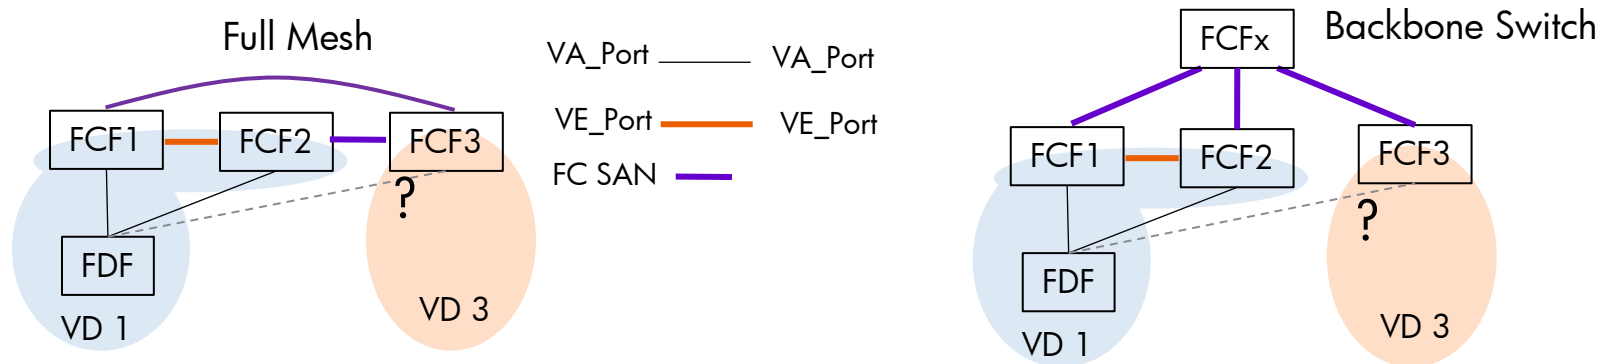 Full Mesh
FCF1
FCF2
FCF3
?
FDF
VD 1
VD 3
VA_Port VA_Port
VE_Port VE_Port
FC SAN
Backbone Switch
FCFx
FCF1
FCF2
FCF3
?
FDF
VD 1
VD 3